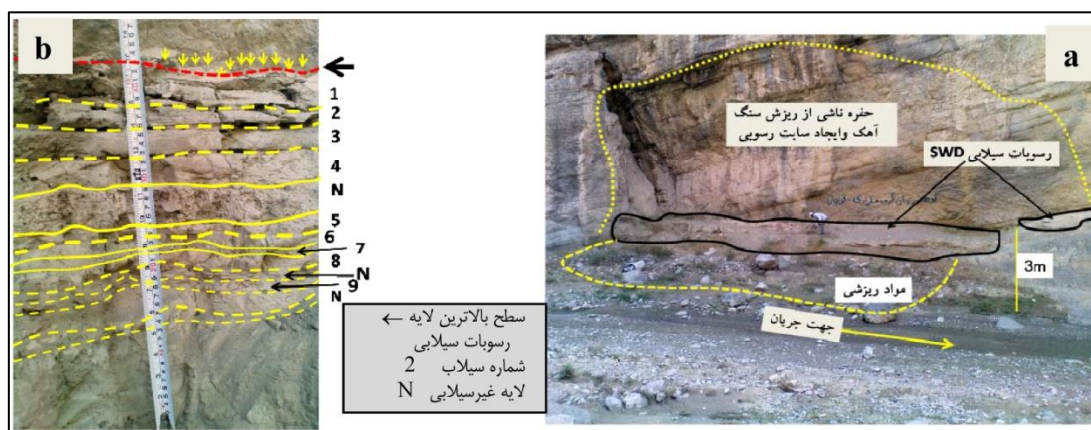 b
1
2
3
4
N
5
6
7
8
N
9
N
← سطح بالاترین لایه
رسوبات سیلابی
شماره سیلاب 2
لایه غیرسیلابی N
a
حفره ناشی از ریزش سنگ
آهک وایجاد سایت رسوبی
رسوبات سیلابی SWD
3m
مواد ریزشی
جهت جریان